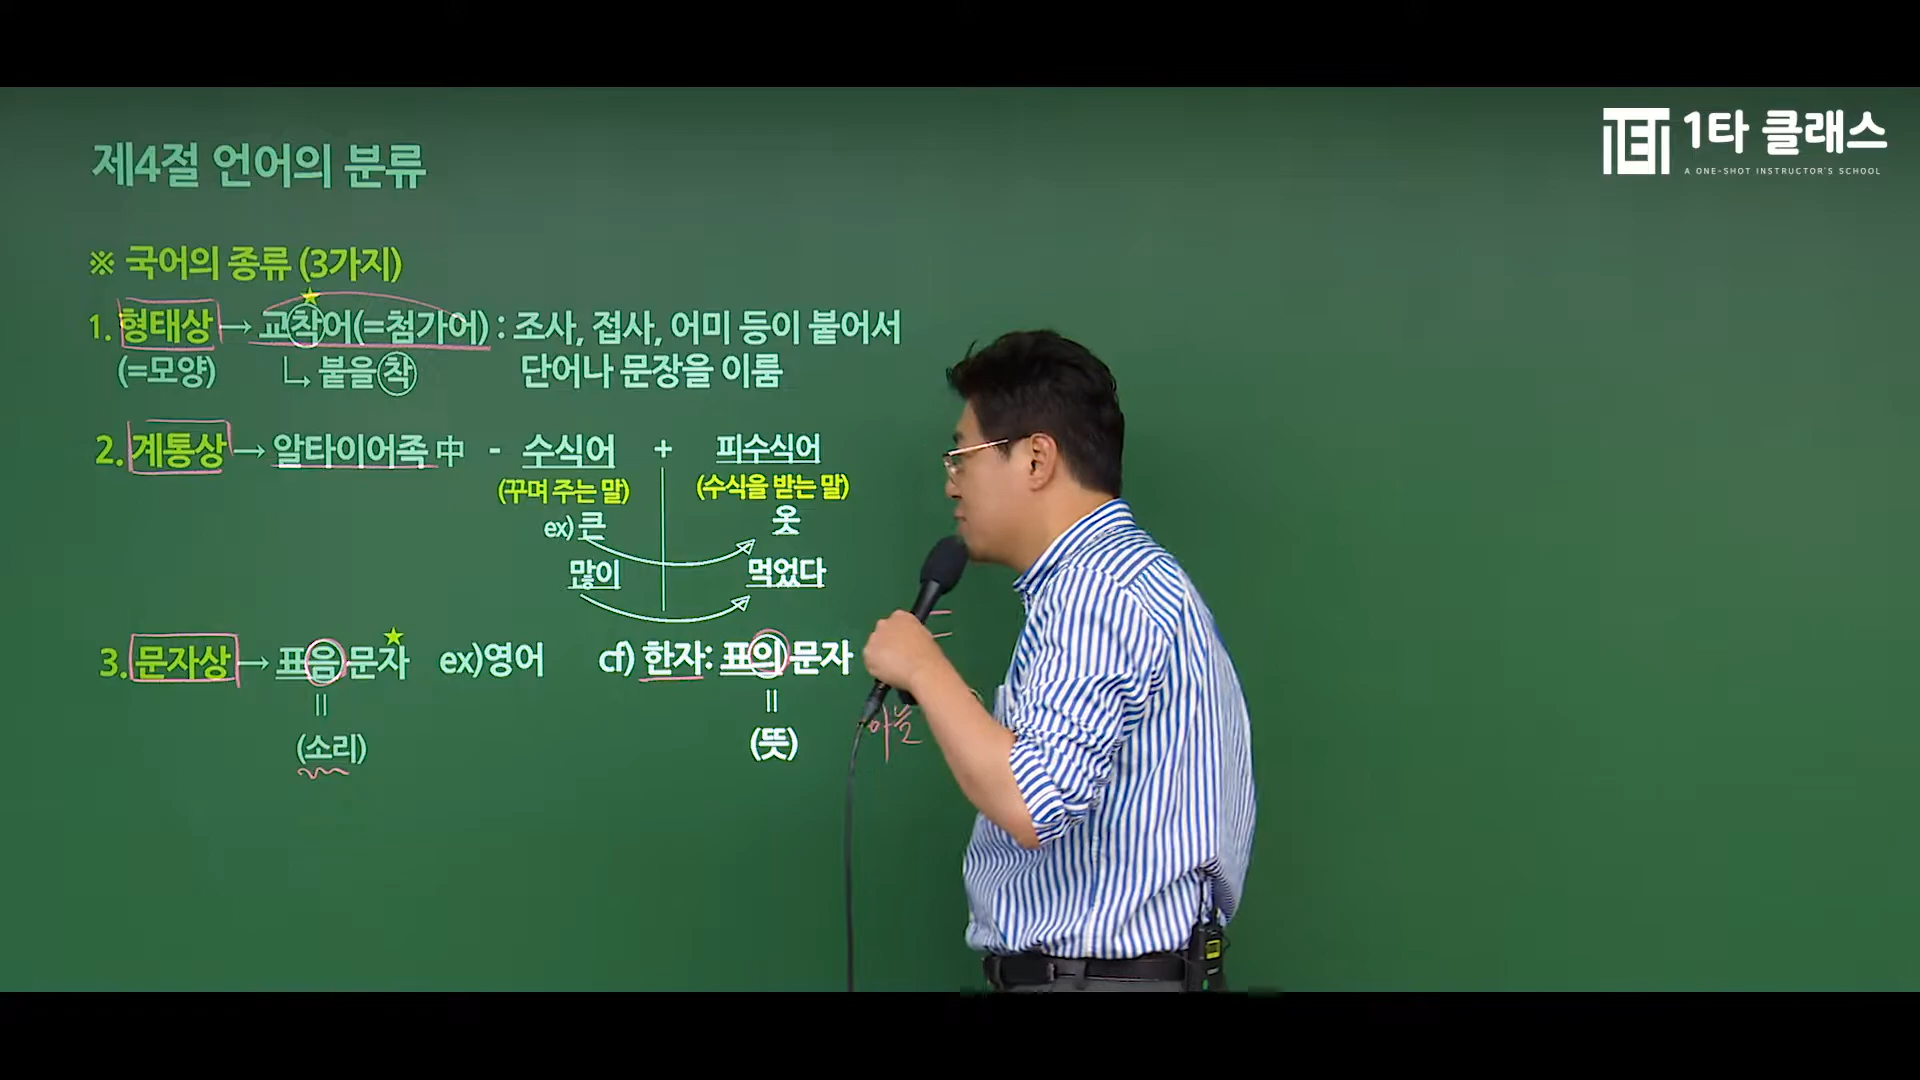 1타 클래스
A ONE-SHOT INSTRUCTOR'S SCHOOL
제4절 언어의 분류
※ 국어의 종류 (3가지)
1. 형태상 → 교착어(=첨가어) : 조사, 접사, 어미 등이 붙어서
(=모양) ↳ 붙을 착 단어나 문장을 이룸
2. 계통상 → 알타이어족 中 - 수식어 + 피수식어
(꾸며 주는 말) (수식을 받는 말)
ex) 큰 옷
많이 먹었다
3. 문자상 → 표음 문자 ex)영어 cf) 한자: 표의 문자
=
=
(소리) (뜻)